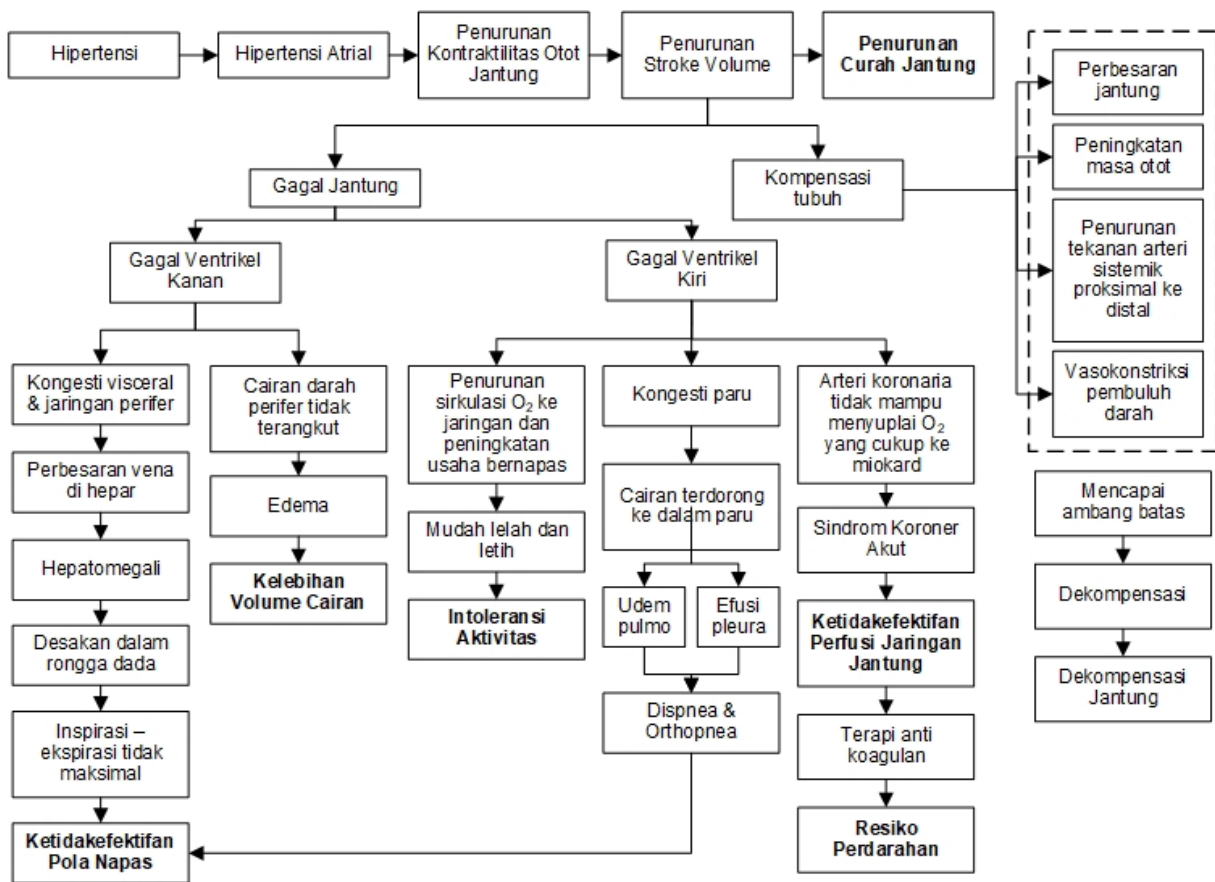 Hipertensi
Hipertensi Atrial
Penurunan
Kontraktilitas Otot
Jantung
Penurunan
Stroke Volume
Penurunan
Curah Jantung
Perbesaran
jantung
Peningkatan
masa otot
Penurunan
tekanan arteri
sistemik
proksimal ke
distal
Vasokonstriksi
pembuluh
darah
Gagal Jantung
Kompensasi
tubuh
Gagal Ventrikel
Kanan
Gagal Ventrikel
Kiri
Kongesti visceral
& jaringan perifer
Perbesaran vena
di hepar
Hepatomegali
Desakan dalam
rongga dada
Inspirasi –
ekspirasi tidak
maksimal
Ketidakefektifan
Pola Napas
Cairan darah
perifer tidak
terangkut
Edema
Kelebihan
Volume Cairan
Penurunan
sirkulasi O₂ ke
jaringan dan
peningkatan
usaha bernapas
Mudah lelah dan
letih
Intoleransi
Aktivitas
Kongesti paru
Cairan terdorong
ke dalam paru
Udem
pulmo
Efusi
pleura
Dispnea &
Orthopnea
Arteri koronaria
tidak mampu
menyuplai O₂
yang cukup ke
miokard
Sindrom Koroner
Akut
Ketidakefektifan
Perfusi Jaringan
Jantung
Terapi anti
koagulan
Resiko
Perdarahan
Mencapai
ambang batas
Dekompensasi
Dekompensasi
Jantung